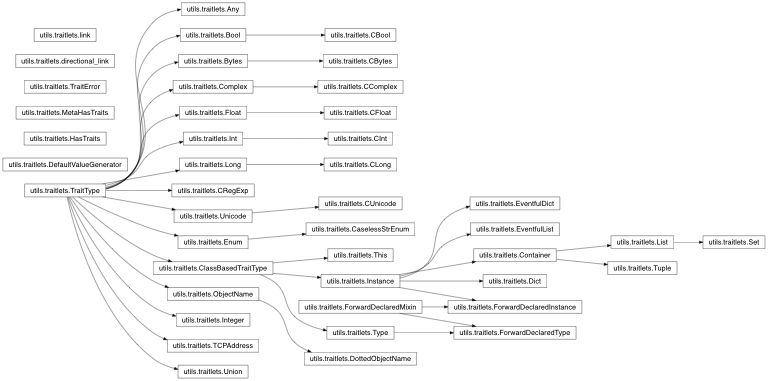 utils.traitlets.Any
utils.traitlets.link
utils.traitlets.Bool
utils.traitlets.CBool
utils.traitlets.directional_link
utils.traitlets.Bytes
utils.traitlets.CBytes
utils.traitlets.TraitError
utils.traitlets.Complex
utils.traitlets.CComplex
utils.traitlets.MetaHasTraits
utils.traitlets.Float
utils.traitlets.CFloat
utils.traitlets.HasTraits
utils.traitlets.Int
utils.traitlets.CInt
utils.traitlets.DefaultValueGenerator
utils.traitlets.Long
utils.traitlets.CLong
utils.traitlets.TraitType
utils.traitlets.CRegExp
utils.traitlets.Unicode
utils.traitlets.CUnicode
utils.traitlets.EventfulDict
utils.traitlets.Enum
utils.traitlets.CaselessStrEnum
utils.traitlets.EventfulList
utils.traitlets.List
utils.traitlets.Set
utils.traitlets.This
utils.traitlets.Container
utils.traitlets.ClassBasedTraitType
utils.traitlets.Tuple
utils.traitlets.Instance
utils.traitlets.Dict
utils.traitlets.ObjectName
utils.traitlets.ForwardDeclaredMixin
utils.traitlets.ForwardDeclaredInstance
utils.traitlets.Integer
utils.traitlets.Type
utils.traitlets.ForwardDeclaredType
utils.traitlets.TCPAddress
utils.traitlets.DottedObjectName
utils.traitlets.Union